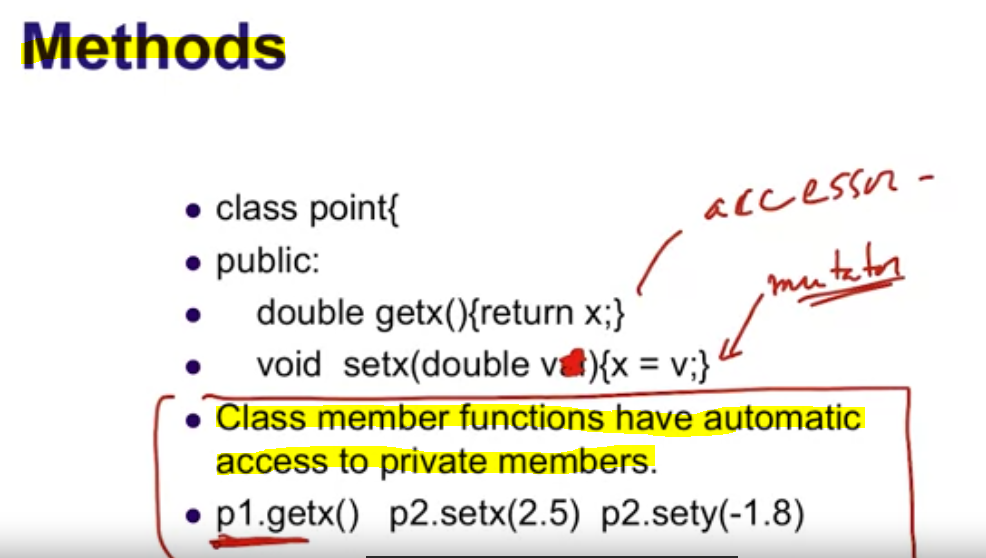 Methods
accessor -
• class point{
• public:
mutator
• double getx(){return x;}
• void setx(double v){x = v;}
• Class member functions have automatic
access to private members.
• p1.getx() p2.setx(2.5) p2.sety(-1.8)